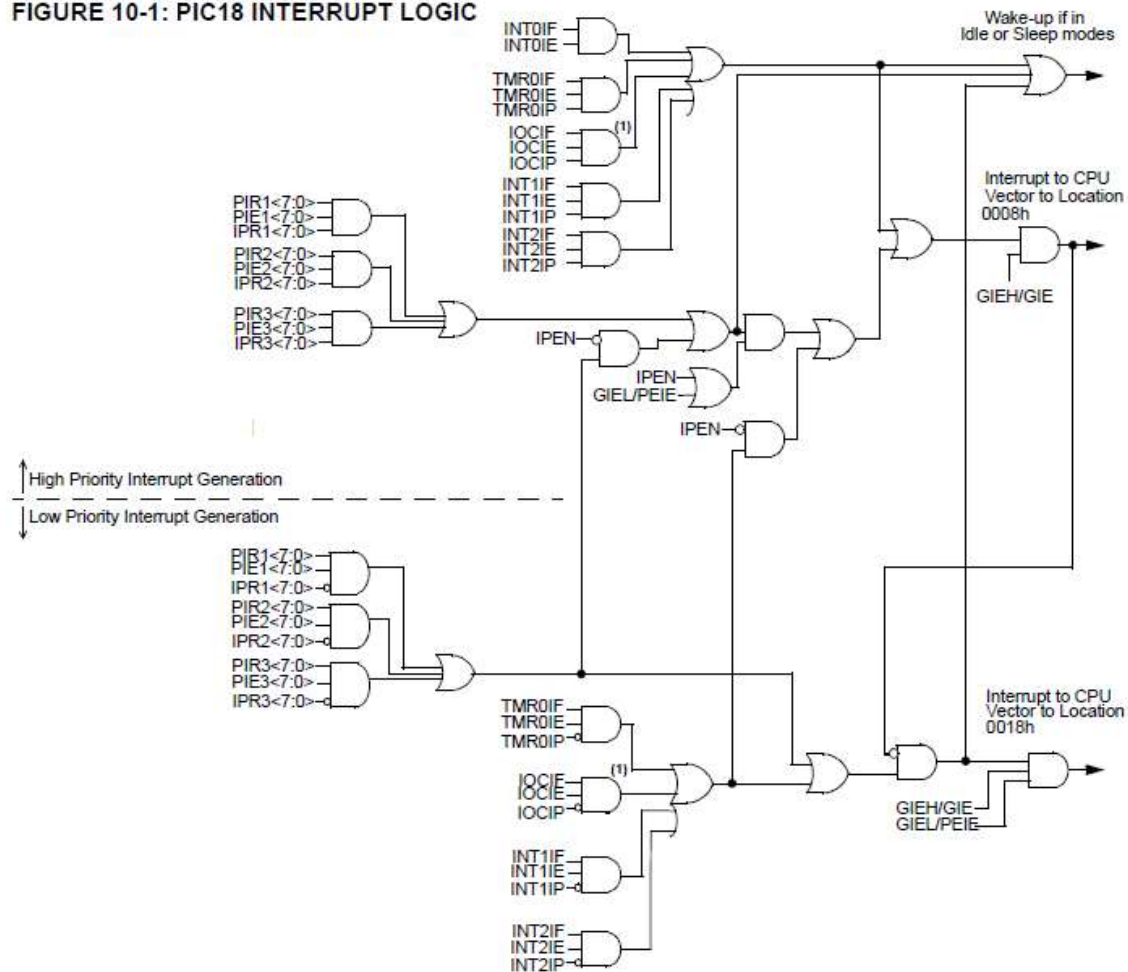 FIGURE 10-1: PIC18 INTERRUPT LOGIC
INT0IF
INT0IE
TMR0IF
TMR0IE
TMR0IP
(1)
IOCIF
IOCIE
IOCIP
INT1IF
INT1IE
INT1IP
INT2IF
INT2IE
INT2IP
Wake-up if in
Idle or Sleep modes
Interrupt to CPU
Vector to Location
0008h
GIEH/GIE
PIR1<7:0>
PIE1<7:0>
IPR1<7:0>
PIR2<7:0>
PIE2<7:0>
IPR2<7:0>
PIR3<7:0>
PIE3<7:0>
IPR3<7:0>
IPEN
IPEN
GIEL/PEIE
IPEN
High Priority Interrupt Generation
Low Priority Interrupt Generation
PIR1<7:0>
PIE1<7:0>
IPR1<7:0>
PIR2<7:0>
PIE2<7:0>
IPR2<7:0>
PIR3<7:0>
PIE3<7:0>
IPR3<7:0>
TMR0IF
TMR0IE
TMR0IP
(1)
IOCIF
IOCIE
IOCIP
INT1IF
INT1IE
INT1IP
INT2IF
INT2IE
INT2IP
Interrupt to CPU
Vector to Location
0018h
GIEH/GIE
GIEL/PEIE